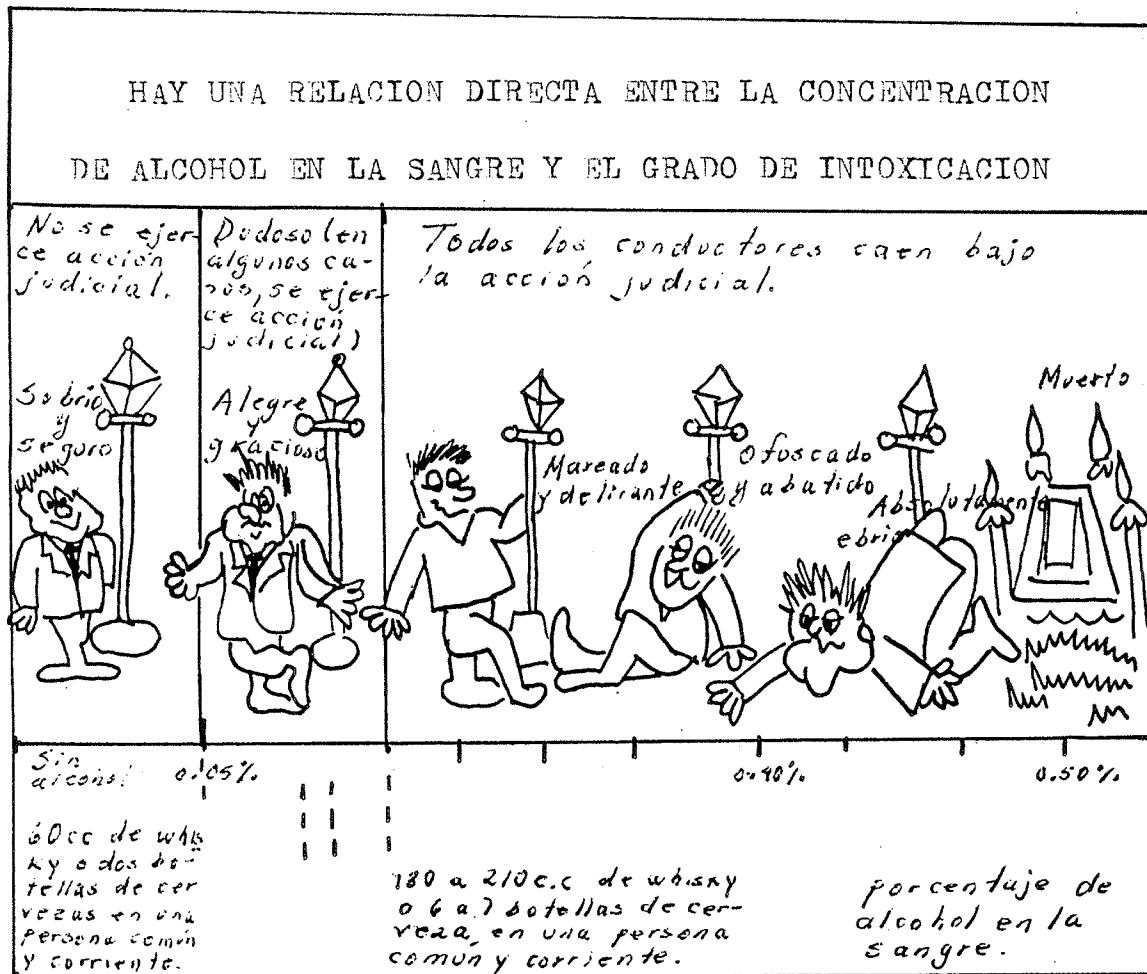 HAY UNA RELACION DIRECTA ENTRE LA CONCENTRACION
DE ALCOHOL EN LA SANGRE Y EL GRADO DE INTOXICACION
No se ejer-
ce acción
judicial.
Dudoso (en
algunos ca-
sos, se ejer-
ce acción
judicial)
Todos los conductores caen bajo
la acción judicial.
Sobrio
y
seguro
Alegre
y
gracioso
Mareado
y delirante
Ofuscado
y abatido
Absolutamente
ebrio
Muerto
Sin
alcohol
0.05%
0.40%
0.50%
60cc de whis
ky o dos bo-
tellas de cer
vezas en una
persona común
y corriente.
180 a 210c.c de whisky
o 6 a 7 botellas de cer-
veza, en una persona
comun y corriente.
porcentaje de
alcohol en la
sangre.